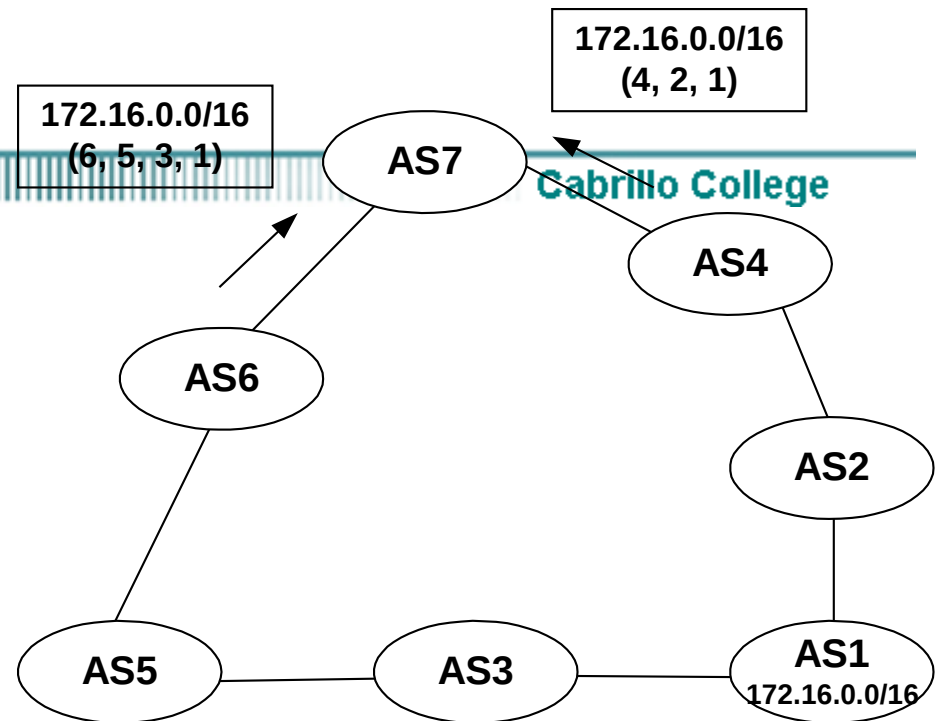 172.16.0.0/16
(4, 2, 1)
172.16.0.0/16
(6, 5, 3, 1)
AS7
Cabrillo College
AS4
AS6
AS2
AS5
AS3
AS1
172.16.0.0/16